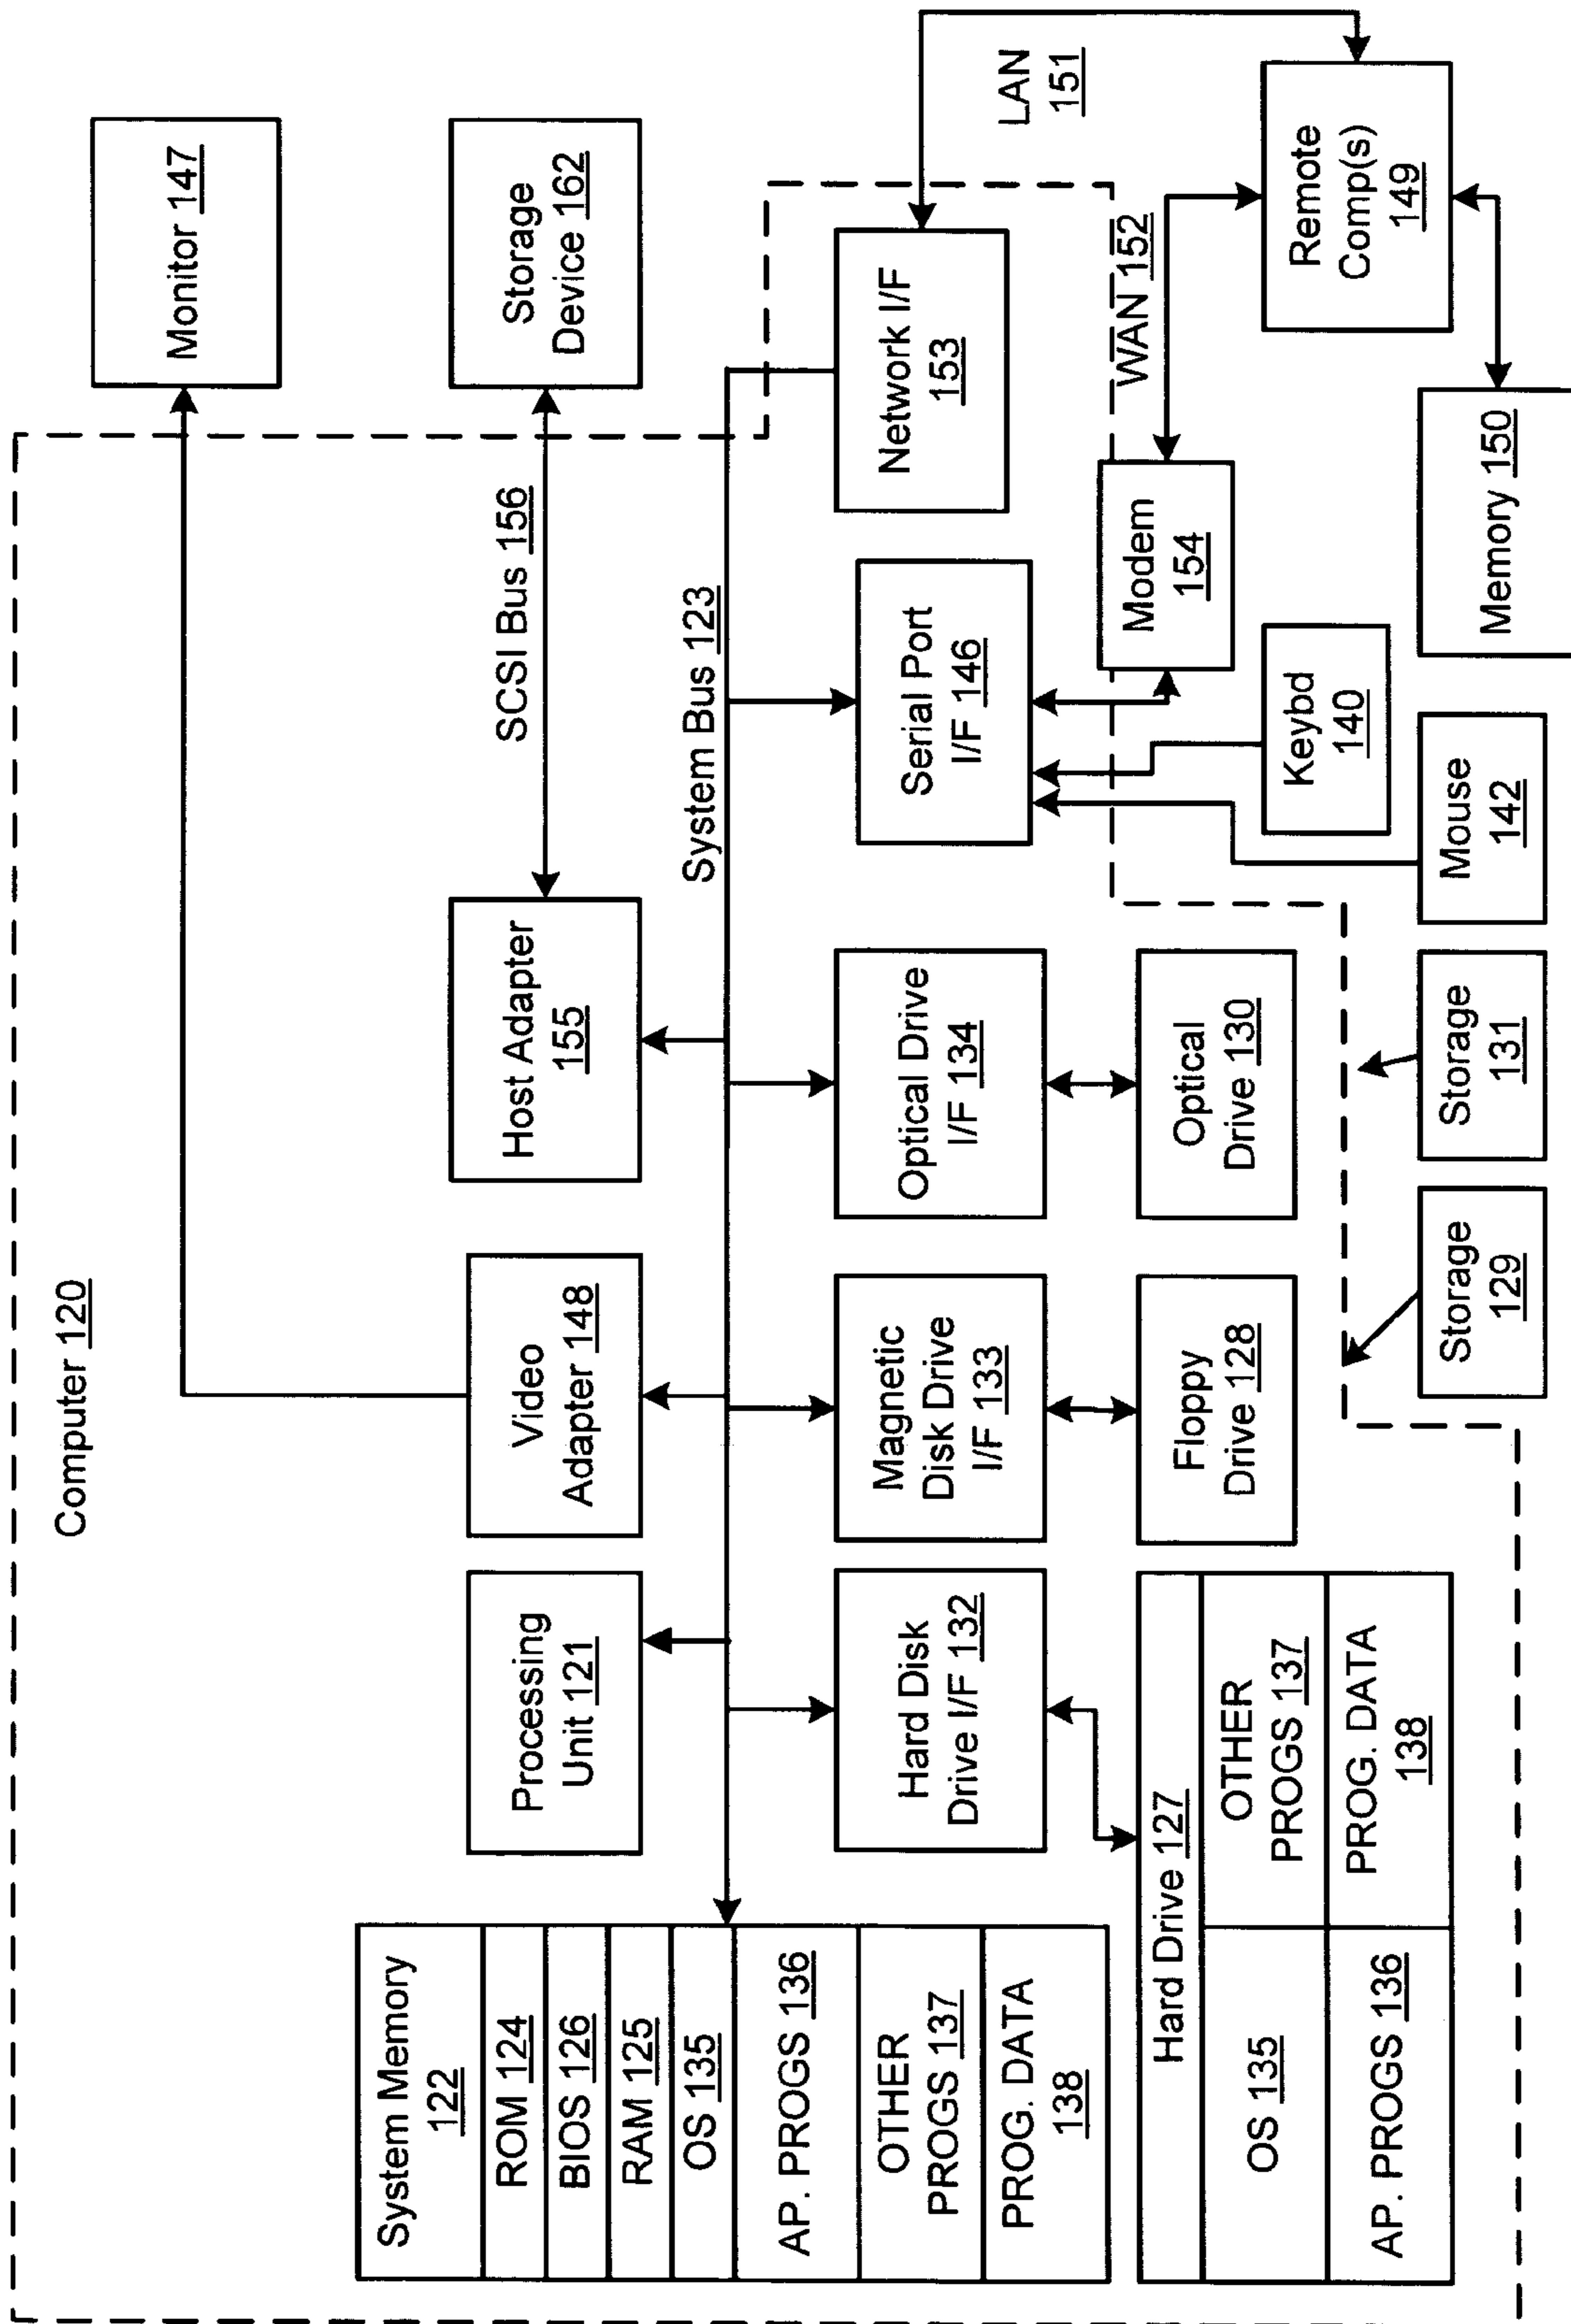 Computer 120
Monitor 147
Storage
Device 162
SCSI Bus 156
Host Adapter
155
Video
Adapter 148
Processing
Unit 121
System Memory
122
ROM 124
BIOS 126
RAM 125
OS 135
AP. PROGS 136
OTHER
PROGS 137
PROG. DATA
138
System Bus 123
Hard Disk
Drive I/F 132
Magnetic
Disk Drive
I/F 133
Optical Drive
I/F 134
Serial Port
I/F 146
Network I/F
153
LAN
151
WAN 152
Modem
154
Remote
Comp(s)
149
Memory 150
Hard Drive 127
OS 135
OTHER
PROGS 137
AP. PROGS 136
PROG. DATA
138
Floppy
Drive 128
Optical
Drive 130
Keybd
140
Mouse
142
Storage
131
Storage
129